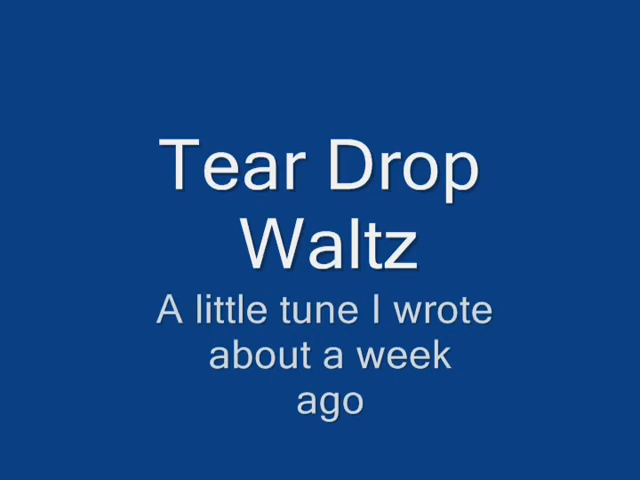 Tear Drop
Waltz
A little tune I wrote
about a week
ago